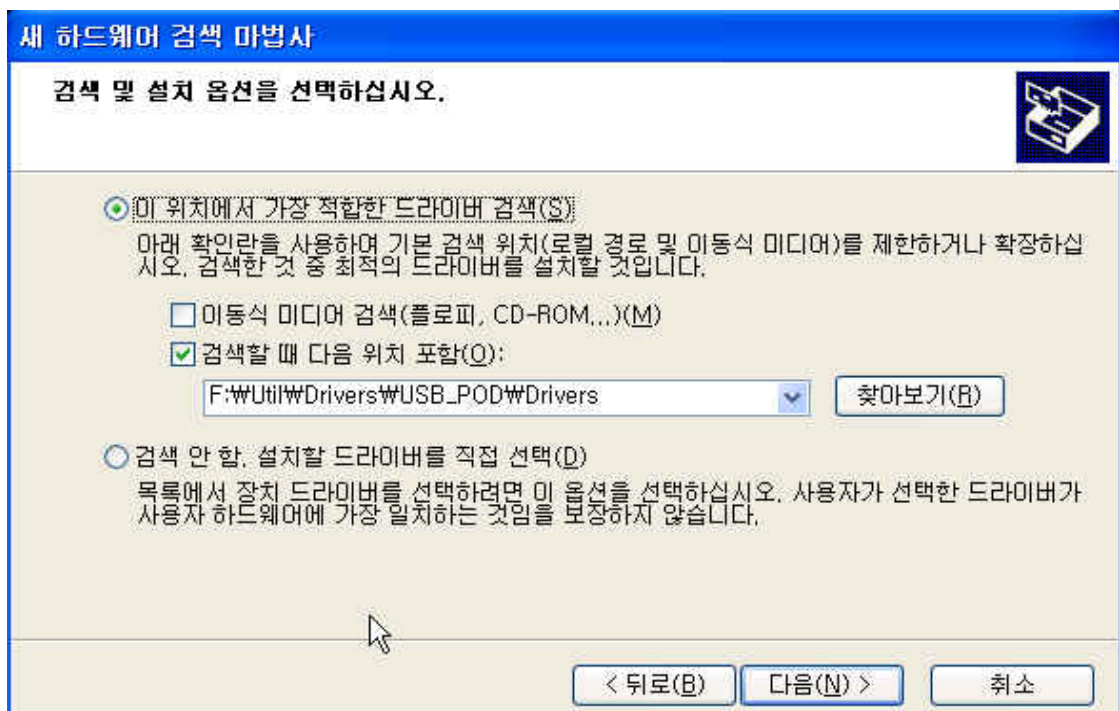 새 하드웨어 검색 마법사
검색 및 설치 옵션을 선택하십시오.
이 위치에서 가장 적합한 드라이버 검색(S)
아래 확인란을 사용하여 기본 검색 위치(로컬 경로 및 이동식 미디어)를 제한하거나 확장하십
시오. 검색한 것 중 최적의 드라이버를 설치할 것입니다.
이동식 미디어 검색(플로피, CD-ROM...)(M)
검색할 때 다음 위치 포함(O):
F:₩Util₩Drivers₩USB_POD₩Drivers
찾아보기(R)
검색 안 함. 설치할 드라이버를 직접 선택(D)
목록에서 장치 드라이버를 선택하려면 이 옵션을 선택하십시오. 사용자가 선택한 드라이버가
사용자 하드웨어에 가장 일치하는 것임을 보장하지 않습니다.
< 뒤로(B) 다음(N) > 취소